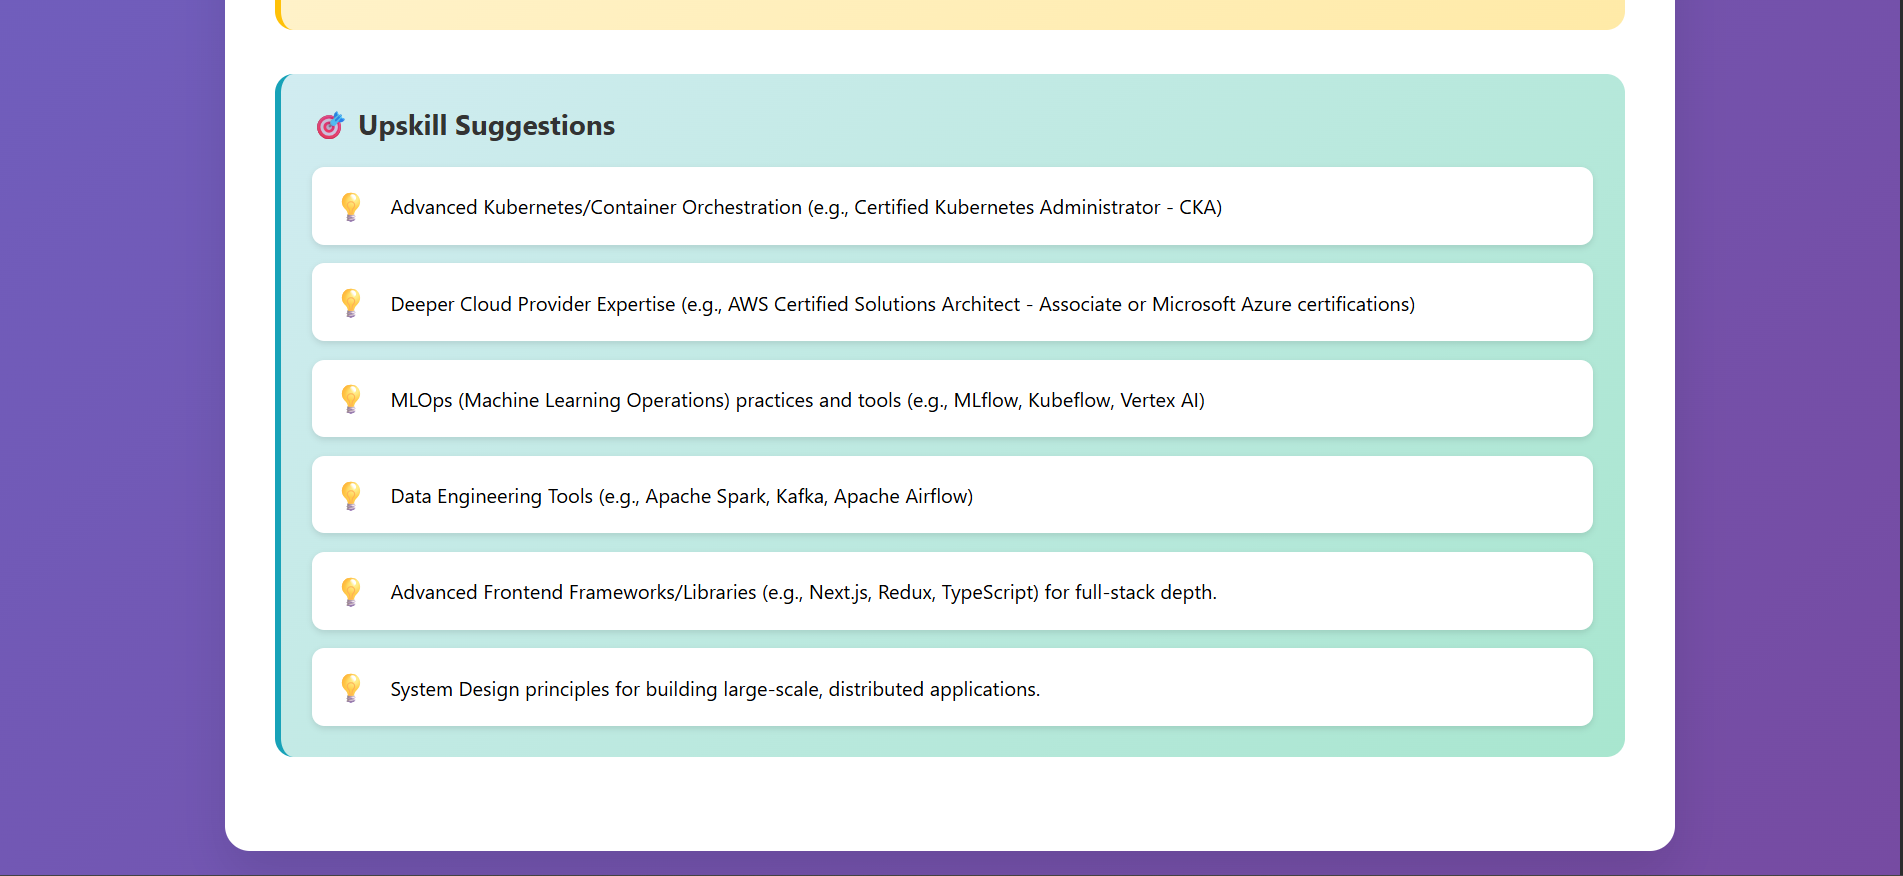 Upskill Suggestions
Advanced Kubernetes/Container Orchestration (e.g., Certified Kubernetes Administrator - CKA)
Deeper Cloud Provider Expertise (e.g., AWS Certified Solutions Architect - Associate or Microsoft Azure certifications)
MLOps (Machine Learning Operations) practices and tools (e.g., MLflow, Kubeflow, Vertex AI)
Data Engineering Tools (e.g., Apache Spark, Kafka, Apache Airflow)
Advanced Frontend Frameworks/Libraries (e.g., Next.js, Redux, TypeScript) for full-stack depth.
System Design principles for building large-scale, distributed applications.